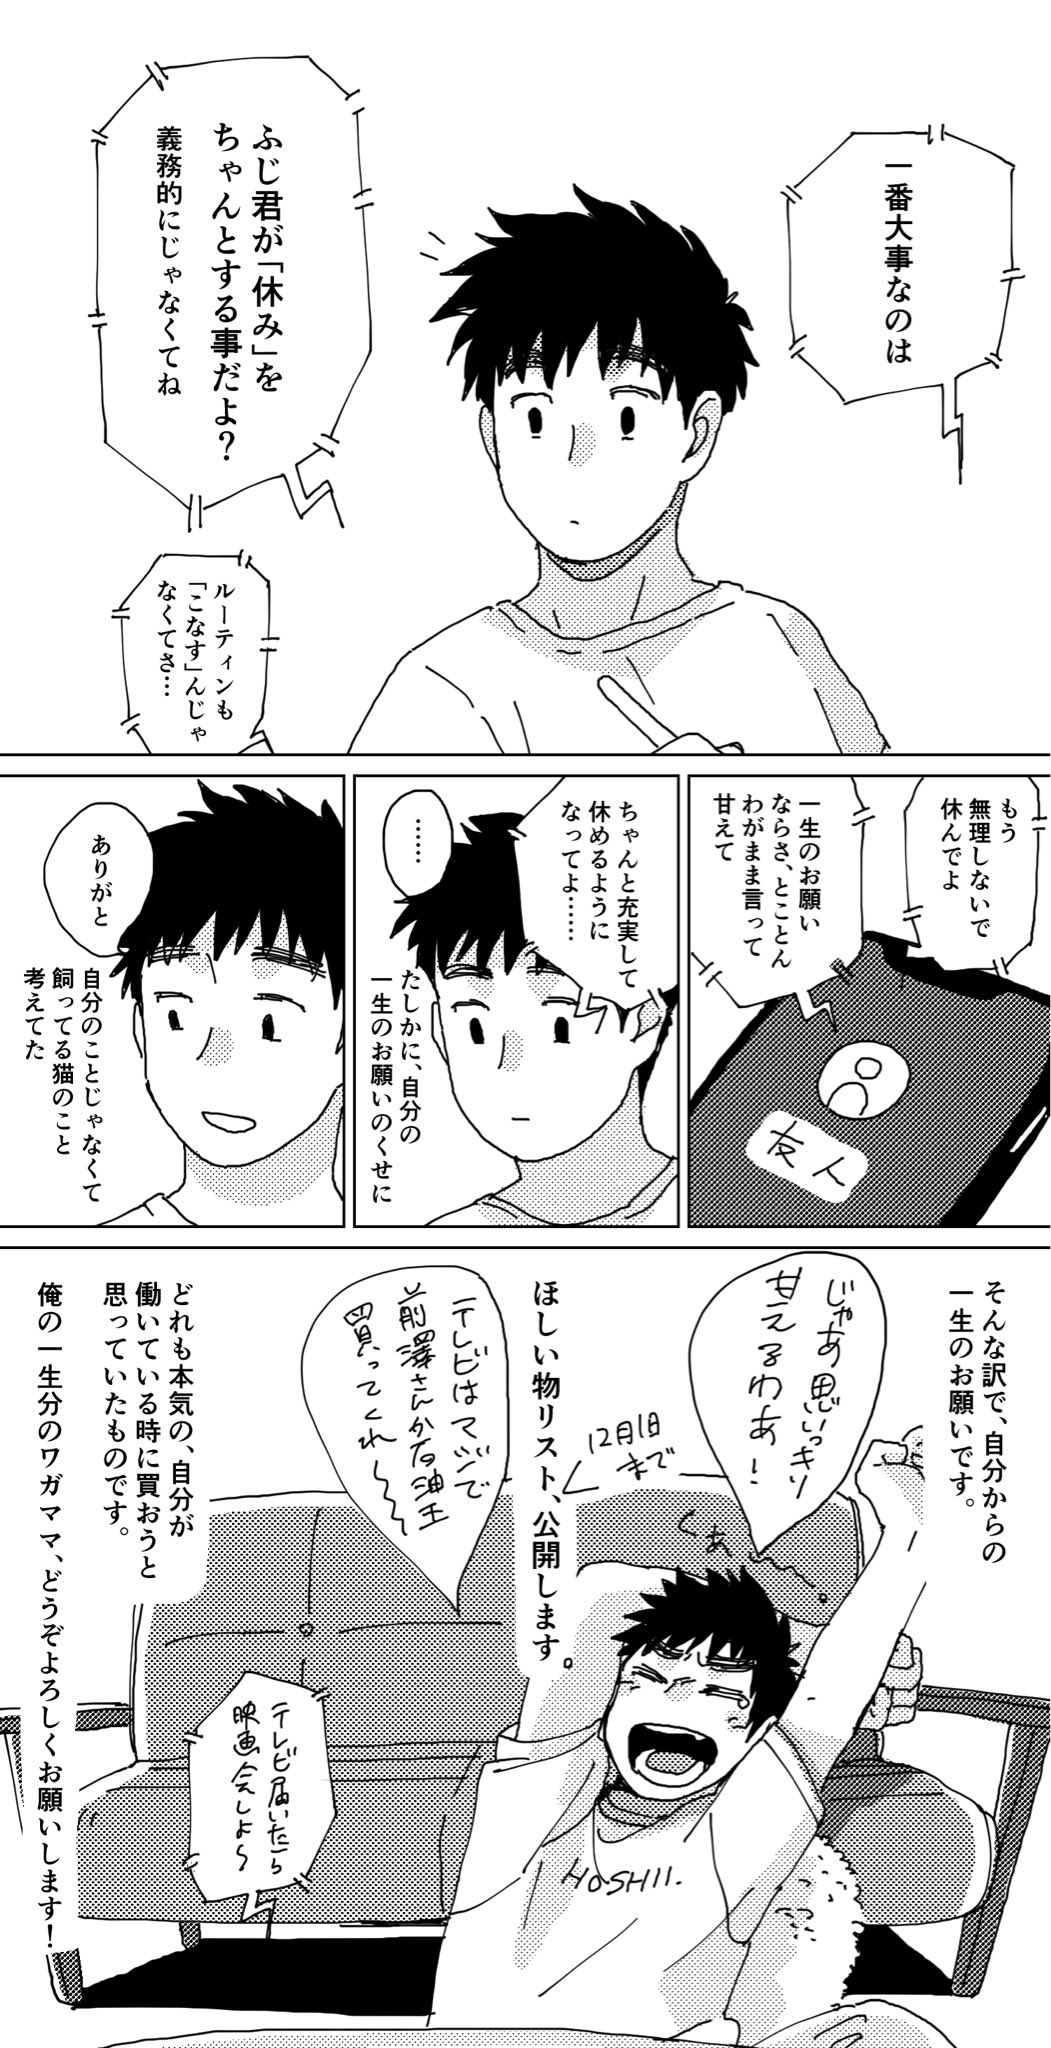 一番大事なのは
ふじ君が「休み」を
ちゃんとする事だよ？
義務的にじゃなくてね
ルーティンも
「こなす」んじゃ
なくてさ…
もう
無理しないで
休んでよ
一生のお願い
ならさ、とことん
わがまま言って
甘えて
友人
ちゃんと充実して
休めるように
なってよ……
……
たしかに、自分の
一生のお願いのくせに
ありがと
自分のことじゃなくて
飼ってる猫のこと
考えてた
そんな訳で、自分からの
一生のお願いです。
じゃあ思いっきり
甘えるわあ！
くあ〜
12月1日
まで
ほしい物リスト、公開します。
テレビはマジで
前澤さんか石油王
買ってくれ〜〜
どれも本気の、自分が
働いている時に買おうと
思っていたものです。
テレビ届いたら
映画会しよ〜
HOSHII.
俺の一生分のワガママ、どうぞよろしくお願いします！